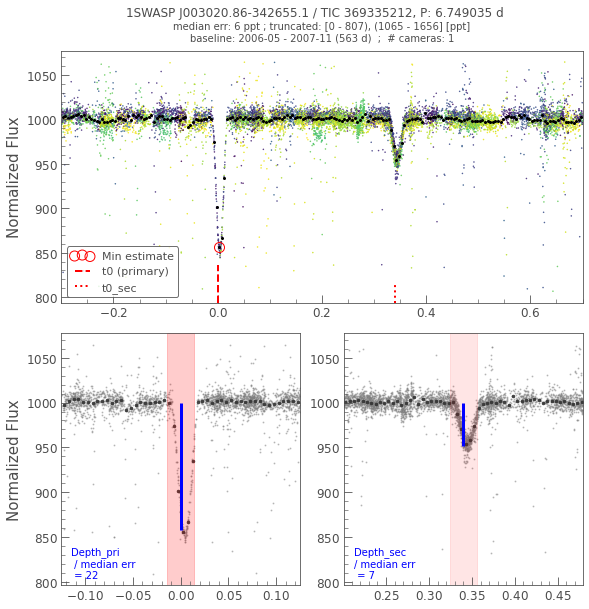 1SWASP J003020.86-342655.1 / TIC 369335212, P: 6.749035 d
median err: 6 ppt ; truncated: [0 - 807), (1065 - 1656] [ppt]
baseline: 2006-05 - 2007-11 (563 d) ; # cameras: 1
Normalized Flux
1050
1000
950
900
850
800
Min estimate
t0 (primary)
t0_sec
−0.2 0.0 0.2 0.4 0.6
Normalized Flux
1050
1000
950
900
850
800
Depth_pri
/ median err
= 22
−0.10 −0.05 0.00 0.05 0.10
1050
1000
950
900
850
800
Depth_sec
/ median err
= 7
0.25 0.30 0.35 0.40 0.45